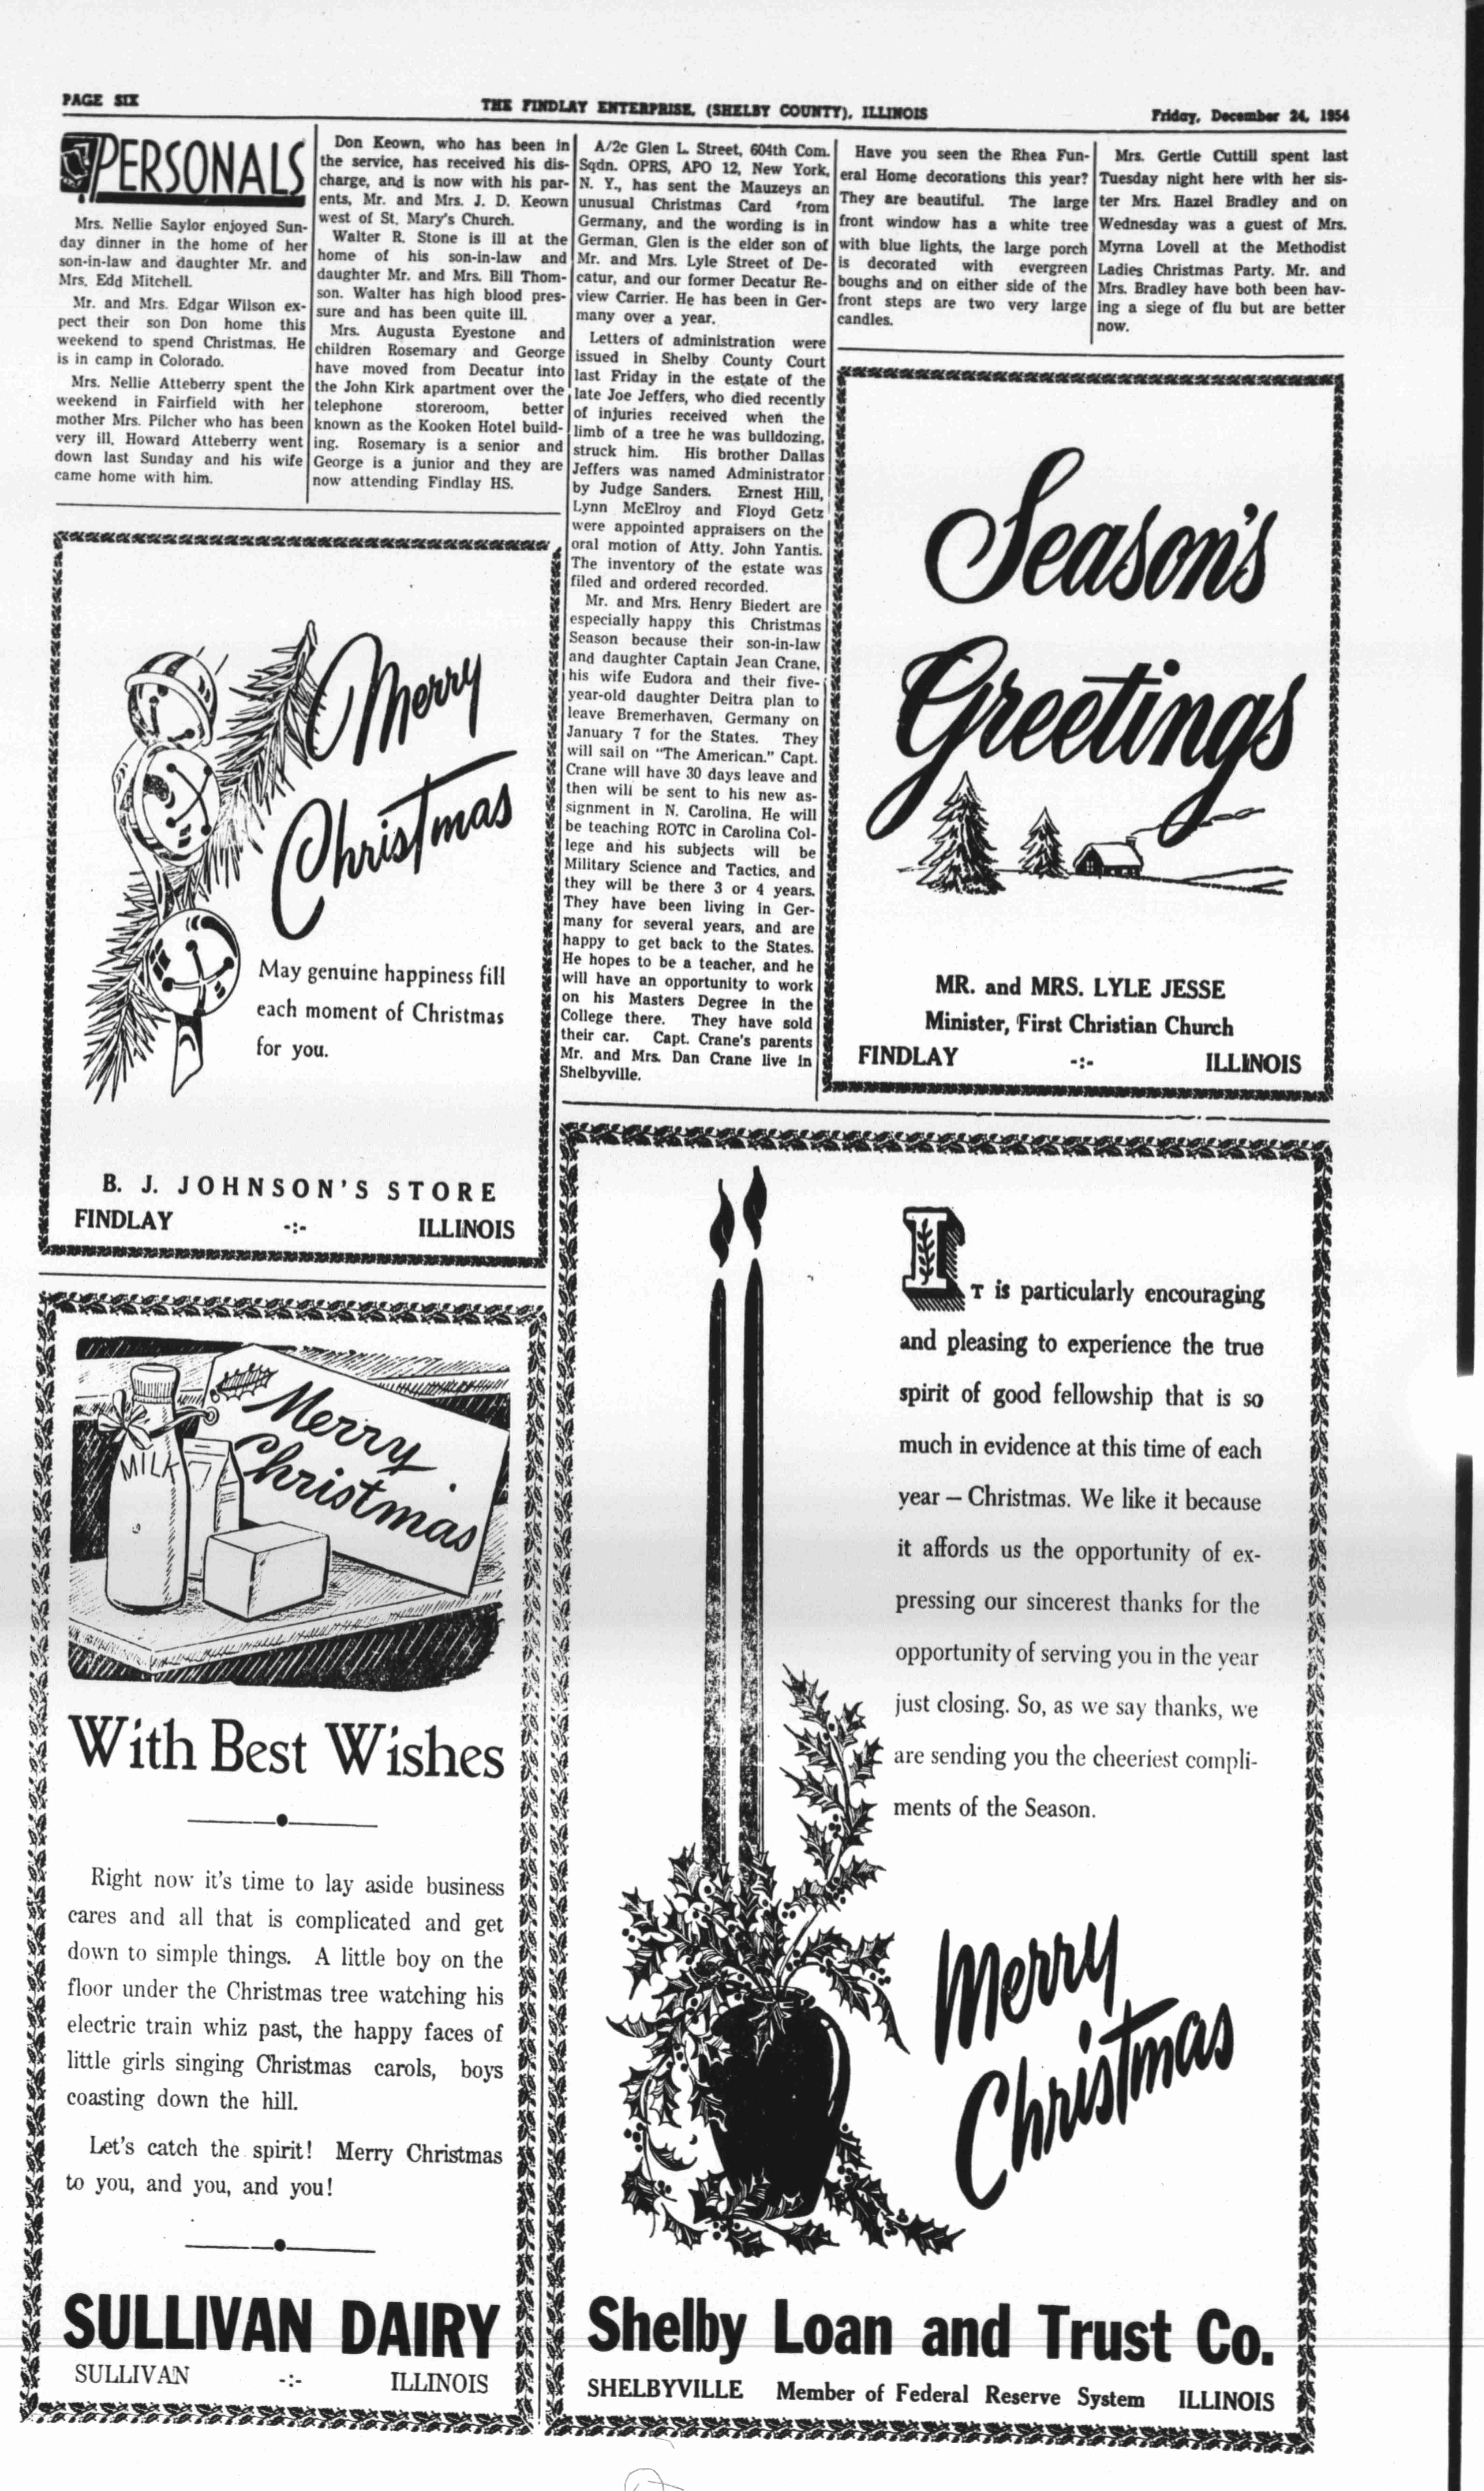 PAGE SIX
THE FINDLAY ENTERPRISE, (SHELBY COUNTY), ILLINOIS
Friday, December 24, 1954
PERSONALS
Mrs. Nellie Saylor enjoyed Sun-
day dinner in the home of her
son-in-law and daughter Mr. and
Mrs. Edd Mitchell.
Mr. and Mrs. Edgar Wilson ex-
pect their son Don home this
weekend to spend Christmas. He
is in camp in Colorado.
Mrs. Nellie Atteberry spent the
weekend in Fairfield with her
mother Mrs. Pilcher who has been
very ill. Howard Atteberry went
down last Sunday and his wife
came home with him.
Don Keown, who has been in
the service, has received his dis-
charge, and is now with his par-
ents, Mr. and Mrs. J. D. Keown
west of St. Mary's Church.
Walter R. Stone is ill at the
home of his son-in-law and
daughter Mr. and Mrs. Bill Thom-
son. Walter has high blood pres-
sure and has been quite ill.
Mrs. Augusta Eyestone and
children Rosemary and George
have moved from Decatur into
the John Kirk apartment over the
telephone storeroom, better
known as the Kooken Hotel build-
ing. Rosemary is a senior and
George is a junior and they are
now attending Findlay HS.
A/2c Glen L. Street, 604th Com.
Sqdn. OPRS, APO 12, New York,
N. Y., has sent the Mauzeys an
unusual Christmas Card from
Germany, and the wording is in
German. Glen is the elder son of
Mr. and Mrs. Lyle Street of De-
catur, and our former Decatur Re-
view Carrier. He has been in Ger-
many over a year.
Letters of administration were
issued in Shelby County Court
last Friday in the estate of the
late Joe Jeffers, who died recently
of injuries received when the
limb of a tree he was bulldozing,
struck him. His brother Dallas
Jeffers was named Administrator
by Judge Sanders. Ernest Hill,
Lynn McElroy and Floyd Getz
were appointed appraisers on the
oral motion of Atty. John Yantis.
The inventory of the estate was
filed and ordered recorded.
Mr. and Mrs. Henry Biedert are
especially happy this Christmas
Season because their son-in-law
and daughter Captain Jean Crane,
his wife Eudora and their five-
year-old daughter Deitra plan to
leave Bremerhaven, Germany on
January 7 for the States. They
will sail on "The American." Capt.
Crane will have 30 days leave and
then will be sent to his new as-
signment in N. Carolina. He will
be teaching ROTC in Carolina Col-
lege and his subjects will be
Military Science and Tactics, and
they will be there 3 or 4 years.
They have been living in Ger-
many for several years, and are
happy to get back to the States.
He hopes to be a teacher, and he
will have an opportunity to work
on his Masters Degree in the
College there. They have sold
their car. Capt. Crane's parents
Mr. and Mrs. Dan Crane live in
Shelbyville.
Have you seen the Rhea Fun-
eral Home decorations this year?
They are beautiful. The large
front window has a white tree
with blue lights, the large porch
is decorated with evergreen
boughs and on either side of the
front steps are two very large
candles.
Mrs. Gertie Cuttill spent last
Tuesday night here with her sis-
ter Mrs. Hazel Bradley and on
Wednesday was a guest of Mrs.
Myrna Lovell at the Methodist
Ladies Christmas Party. Mr. and
Mrs. Bradley have both been hav-
ing a siege of flu but are better
now.
Merry
Christmas
May genuine happiness fill
each moment of Christmas
for you.
B. J. JOHNSON'S STORE
FINDLAY -:- ILLINOIS
Season's
Greetings
MR. and MRS. LYLE JESSE
Minister, First Christian Church
FINDLAY -:- ILLINOIS
MILK
Merry
Christmas
With Best Wishes
Right now it's time to lay aside business
cares and all that is complicated and get
down to simple things. A little boy on the
floor under the Christmas tree watching his
electric train whiz past, the happy faces of
little girls singing Christmas carols, boys
coasting down the hill.
Let's catch the spirit! Merry Christmas
to you, and you, and you!
SULLIVAN DAIRY
SULLIVAN -:- ILLINOIS
IT is particularly encouraging
and pleasing to experience the true
spirit of good fellowship that is so
much in evidence at this time of each
year — Christmas. We like it because
it affords us the opportunity of ex-
pressing our sincerest thanks for the
opportunity of serving you in the year
just closing. So, as we say thanks, we
are sending you the cheeriest compli-
ments of the Season.
Merry
Christmas
Shelby Loan and Trust Co.
SHELBYVILLE Member of Federal Reserve System ILLINOIS